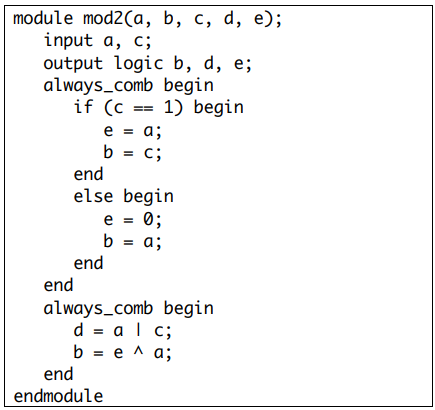 module mod2(a, b, c, d, e);
   input a, c;
   output logic b, d, e;
   always_comb begin
      if (c == 1) begin
         e = a;
         b = c;
      end
      else begin
         e = 0;
         b = a;
      end
   end
   always_comb begin
      d = a | c;
      b = e ^ a;
   end
endmodule